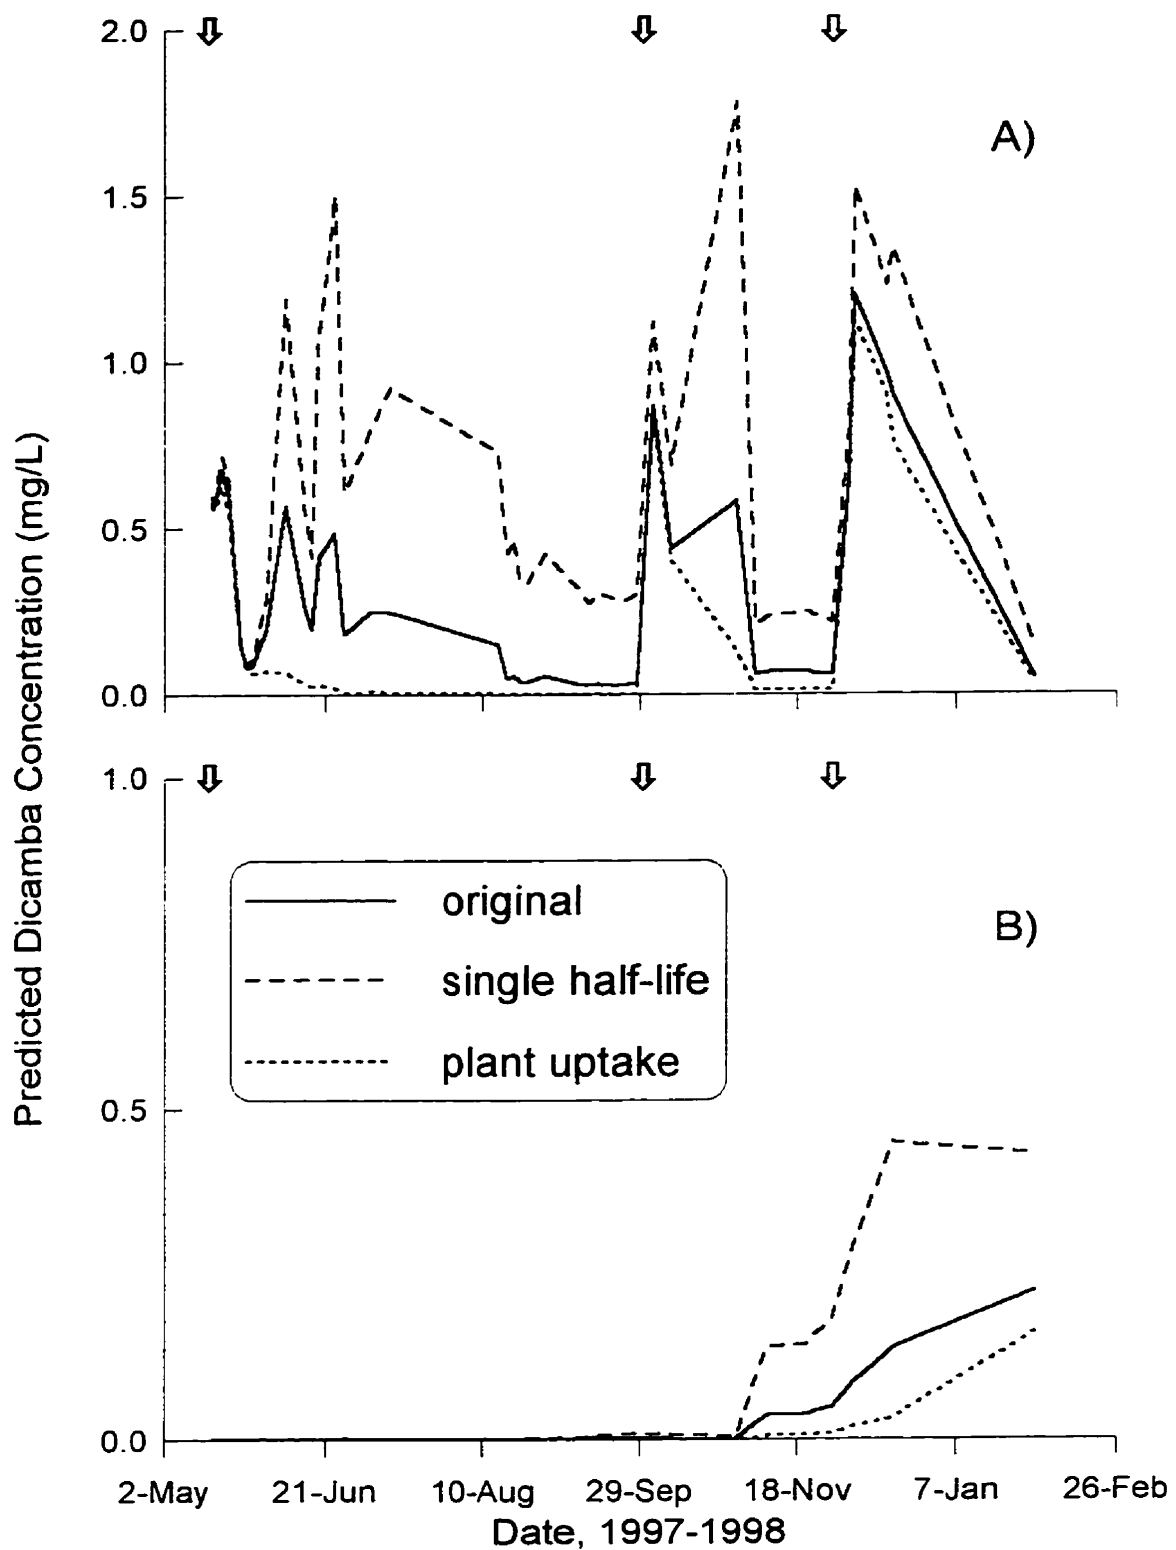 2.0
1.5
1.0
0.5
0.0
A)
Predicted Dicamba Concentration (mg/L)
1.0
0.5
0.0
original
single half-life
plant uptake
B)
2-May 21-Jun 10-Aug 29-Sep 18-Nov 7-Jan 26-Feb
Date, 1997-1998